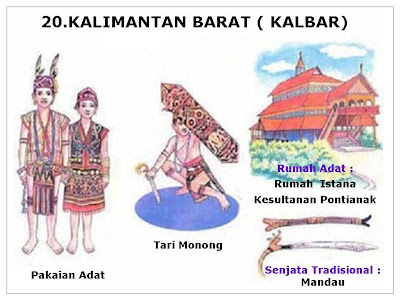 20.KALIMANTAN BARAT ( KALBAR)
Rumah Adat :
Rumah Istana
Kesultanan Pontianak
Tari Monong
Pakaian Adat
Senjata Tradisional :
Mandau